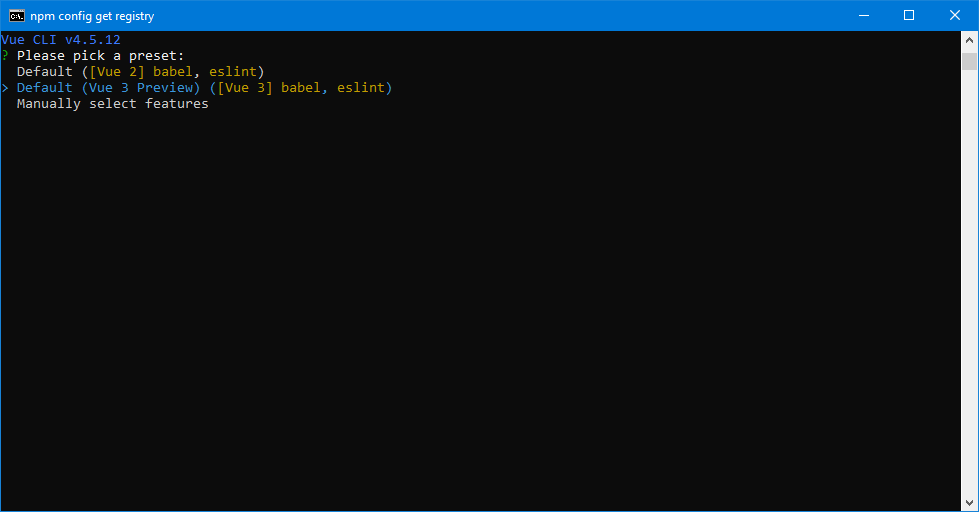 npm config get registry
Vue CLI v4.5.12
? Please pick a preset:
  Default ([Vue 2] babel, eslint)
> Default (Vue 3 Preview) ([Vue 3] babel, eslint)
  Manually select features